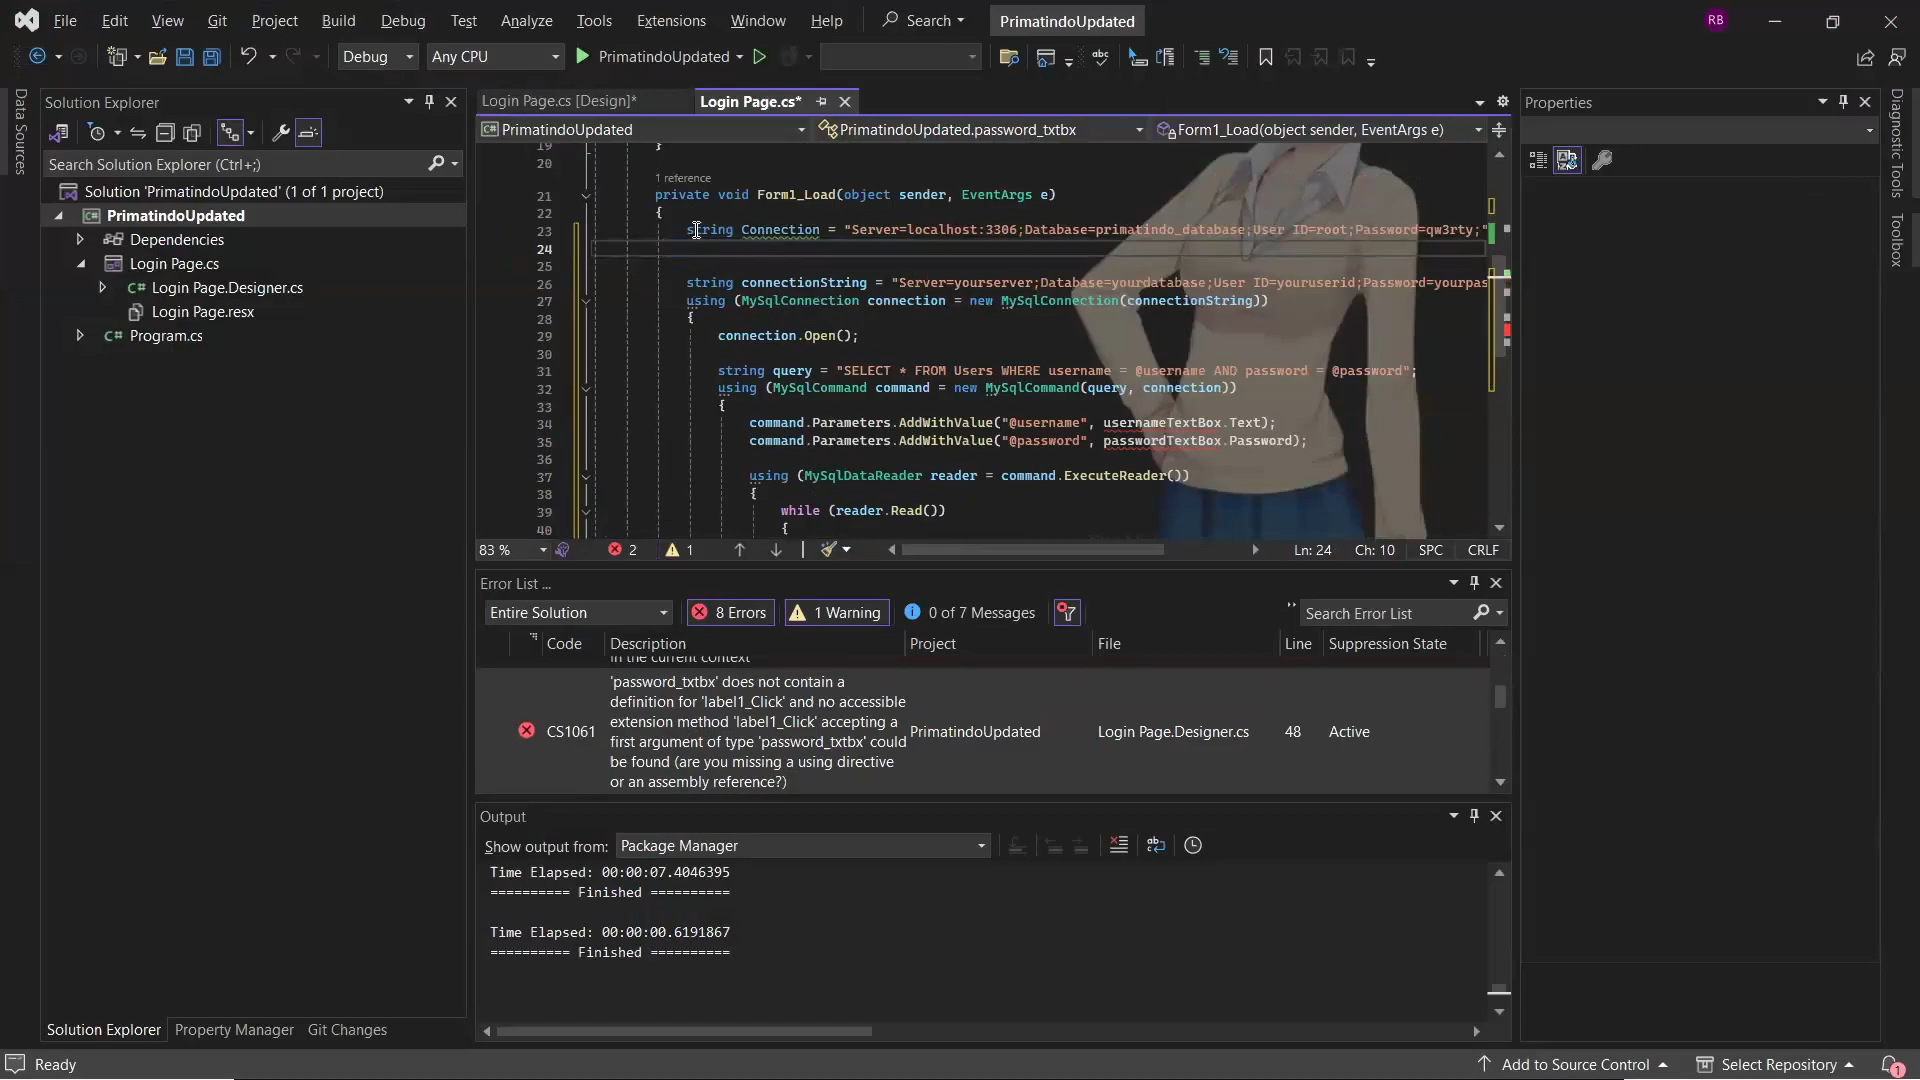 File Edit View Git Project Build Debug Test Analyze Tools Extensions Window Help Search PrimatindoUpdated RB
Debug Any CPU PrimatindoUpdated
Data Sources
Solution Explorer
Search Solution Explorer (Ctrl+;)
Solution 'PrimatindoUpdated' (1 of 1 project)
PrimatindoUpdated
Dependencies
Login Page.cs
C# Login Page.Designer.cs
Login Page.resx
C# Program.cs
Solution Explorer Property Manager Git Changes
Login Page.cs [Design]* Login Page.cs*
PrimatindoUpdated PrimatindoUpdated.password_txtbx Form1_Load(object sender, EventArgs e)
19 }
20
1 reference
21 private void Form1_Load(object sender, EventArgs e)
22 {
23 string Connection = "Server=localhost:3306;Database=primatindo_database;User ID=root;Password=qw3rty;"
24
25
26 string connectionString = "Server=yourserver;Database=yourdatabase;User ID=youruserid;Password=yourpas
27 using (MySqlConnection connection = new MySqlConnection(connectionString))
28 {
29 connection.Open();
30
31 string query = "SELECT * FROM Users WHERE username = @username AND password = @password";
32 using (MySqlCommand command = new MySqlCommand(query, connection))
33 {
34 command.Parameters.AddWithValue("@username", usernameTextBox.Text);
35 command.Parameters.AddWithValue("@password", passwordTextBox.Password);
36
37 using (MySqlDataReader reader = command.ExecuteReader())
38 {
39 while (reader.Read())
40 {
83 % 2 1 Ln: 24 Ch: 10 SPC CRLF
Error List ...
Entire Solution 8 Errors 1 Warning 0 of 7 Messages Search Error List
Code Description Project File Line Suppression State
in the current context
'password_txtbx' does not contain a
definition for 'label1_Click' and no accessible
extension method 'label1_Click' accepting a
CS1061 first argument of type 'password_txtbx' could PrimatindoUpdated Login Page.Designer.cs 48 Active
be found (are you missing a using directive
or an assembly reference?)
Output
Show output from: Package Manager
Time Elapsed: 00:00:07.4046395
========== Finished ==========
Time Elapsed: 00:00:00.6191867
========== Finished ==========
Properties
Diagnostic Tools
Toolbox
Ready Add to Source Control Select Repository 1